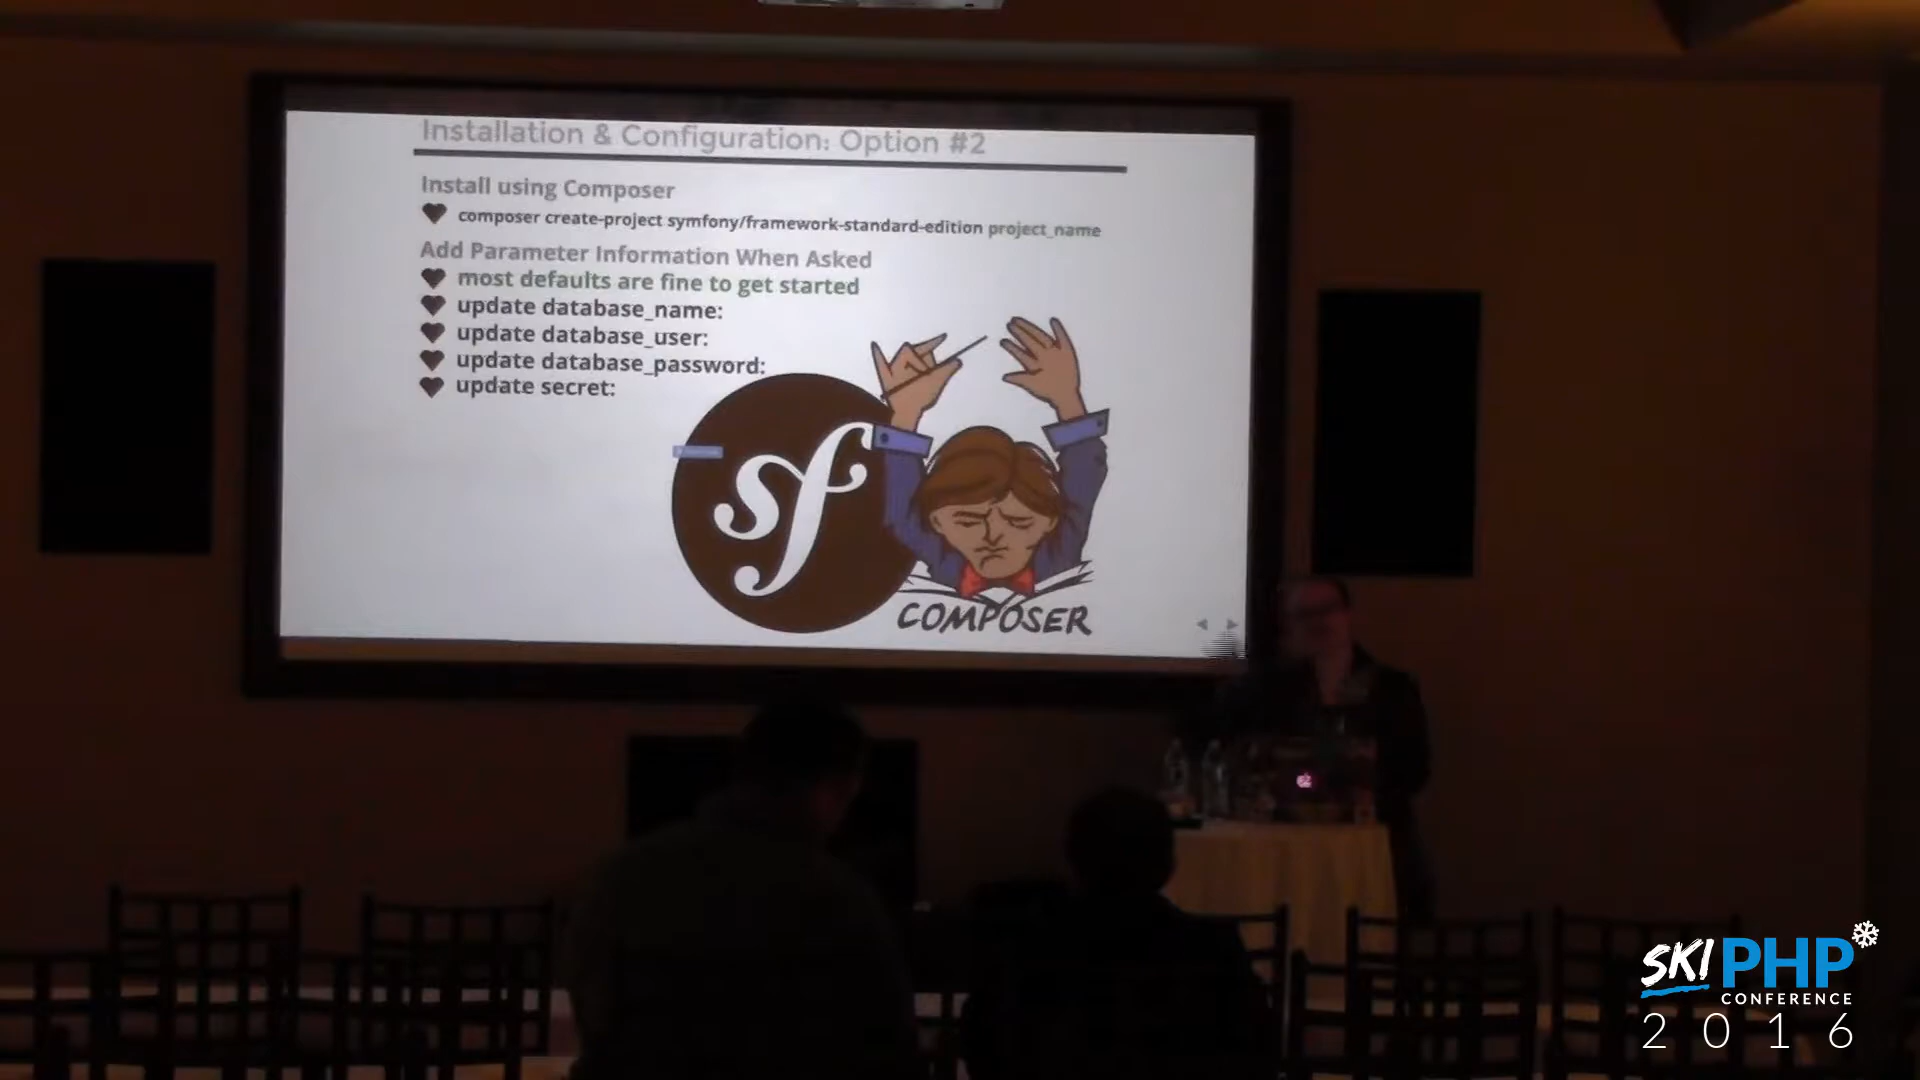 Installation & Configuration: Option #2
Install using Composer
composer create-project symfony/framework-standard-edition project_name
Add Parameter Information When Asked
most defaults are fine to get started
update database_name:
update database_user:
update database_password:
update secret:
sf
COMPOSER
SKI PHP
CONFERENCE
2016